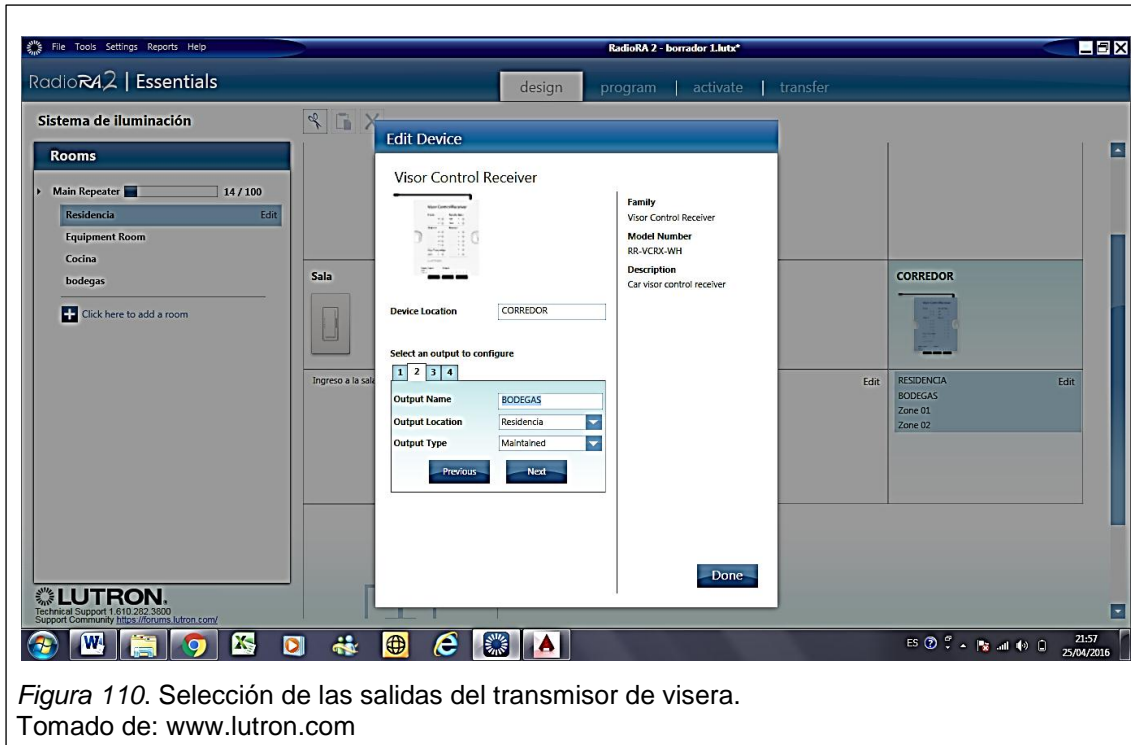 File Tools Settings Reports Help
RadioRA 2 - borrador 1.lutx*
RadioRA2 | Essentials
design program | activate | transfer
Sistema de iluminación
Rooms
Main Repeater 14 / 100
Residencia Edit
Equipment Room
Cocina
bodegas
Click here to add a room
LUTRON.
Technical Support 1.610.282.3800
Support Community https://forums.lutron.com/
Sala
Ingreso a la sala
Edit Device
Visor Control Receiver
Device Location CORREDOR
Select an output to configure
1 2 3 4
Output Name BODEGAS
Output Location Residencia
Output Type Maintained
Previous Next
Family
Visor Control Receiver
Model Number
RR-VCRX-WH
Description
Car visor control receiver
Done
Edit
CORREDOR
RESIDENCIA Edit
BODEGAS
Zone 01
Zone 02
ES
21:57
25/04/2016
Figura 110. Selección de las salidas del transmisor de visera.
Tomado de: www.lutron.com